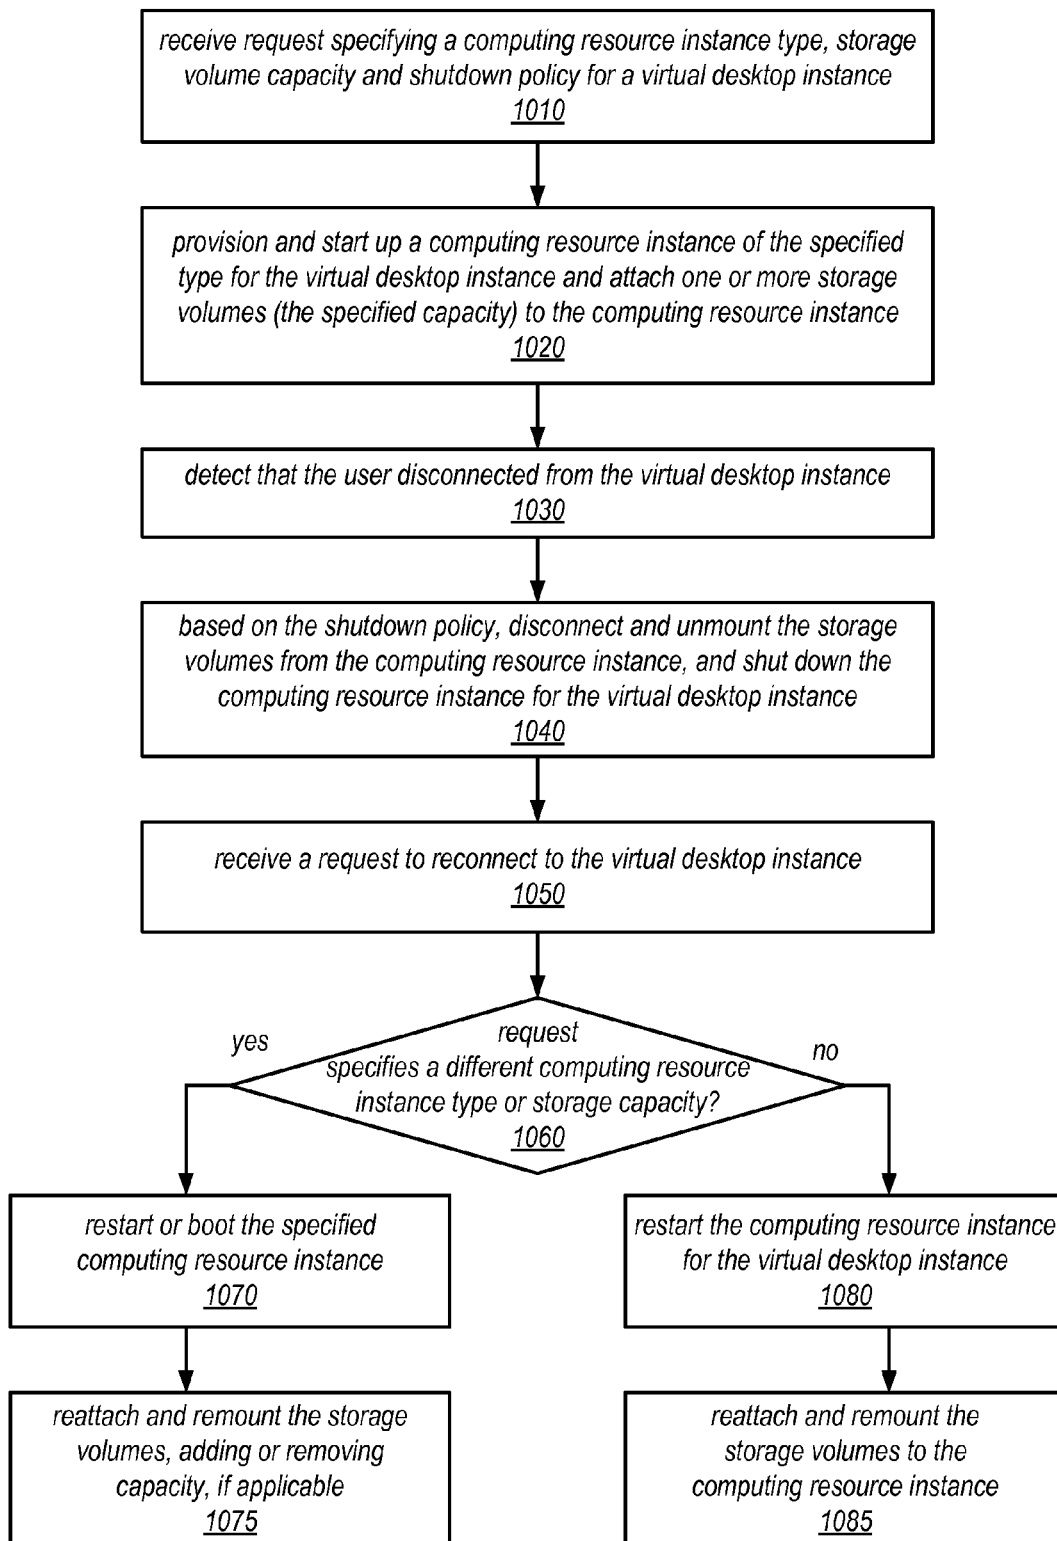 receive request specifying a computing resource instance type, storage
volume capacity and shutdown policy for a virtual desktop instance
1010
provision and start up a computing resource instance of the specified
type for the virtual desktop instance and attach one or more storage
volumes (the specified capacity) to the computing resource instance
1020
detect that the user disconnected from the virtual desktop instance
1030
based on the shutdown policy, disconnect and unmount the storage
volumes from the computing resource instance, and shut down the
computing resource instance for the virtual desktop instance
1040
receive a request to reconnect to the virtual desktop instance
1050
request
specifies a different computing resource
instance type or storage capacity?
1060
yes
no
restart or boot the specified
computing resource instance
1070
restart the computing resource instance
for the virtual desktop instance
1080
reattach and remount the storage
volumes, adding or removing
capacity, if applicable
1075
reattach and remount the
storage volumes to the
computing resource instance
1085